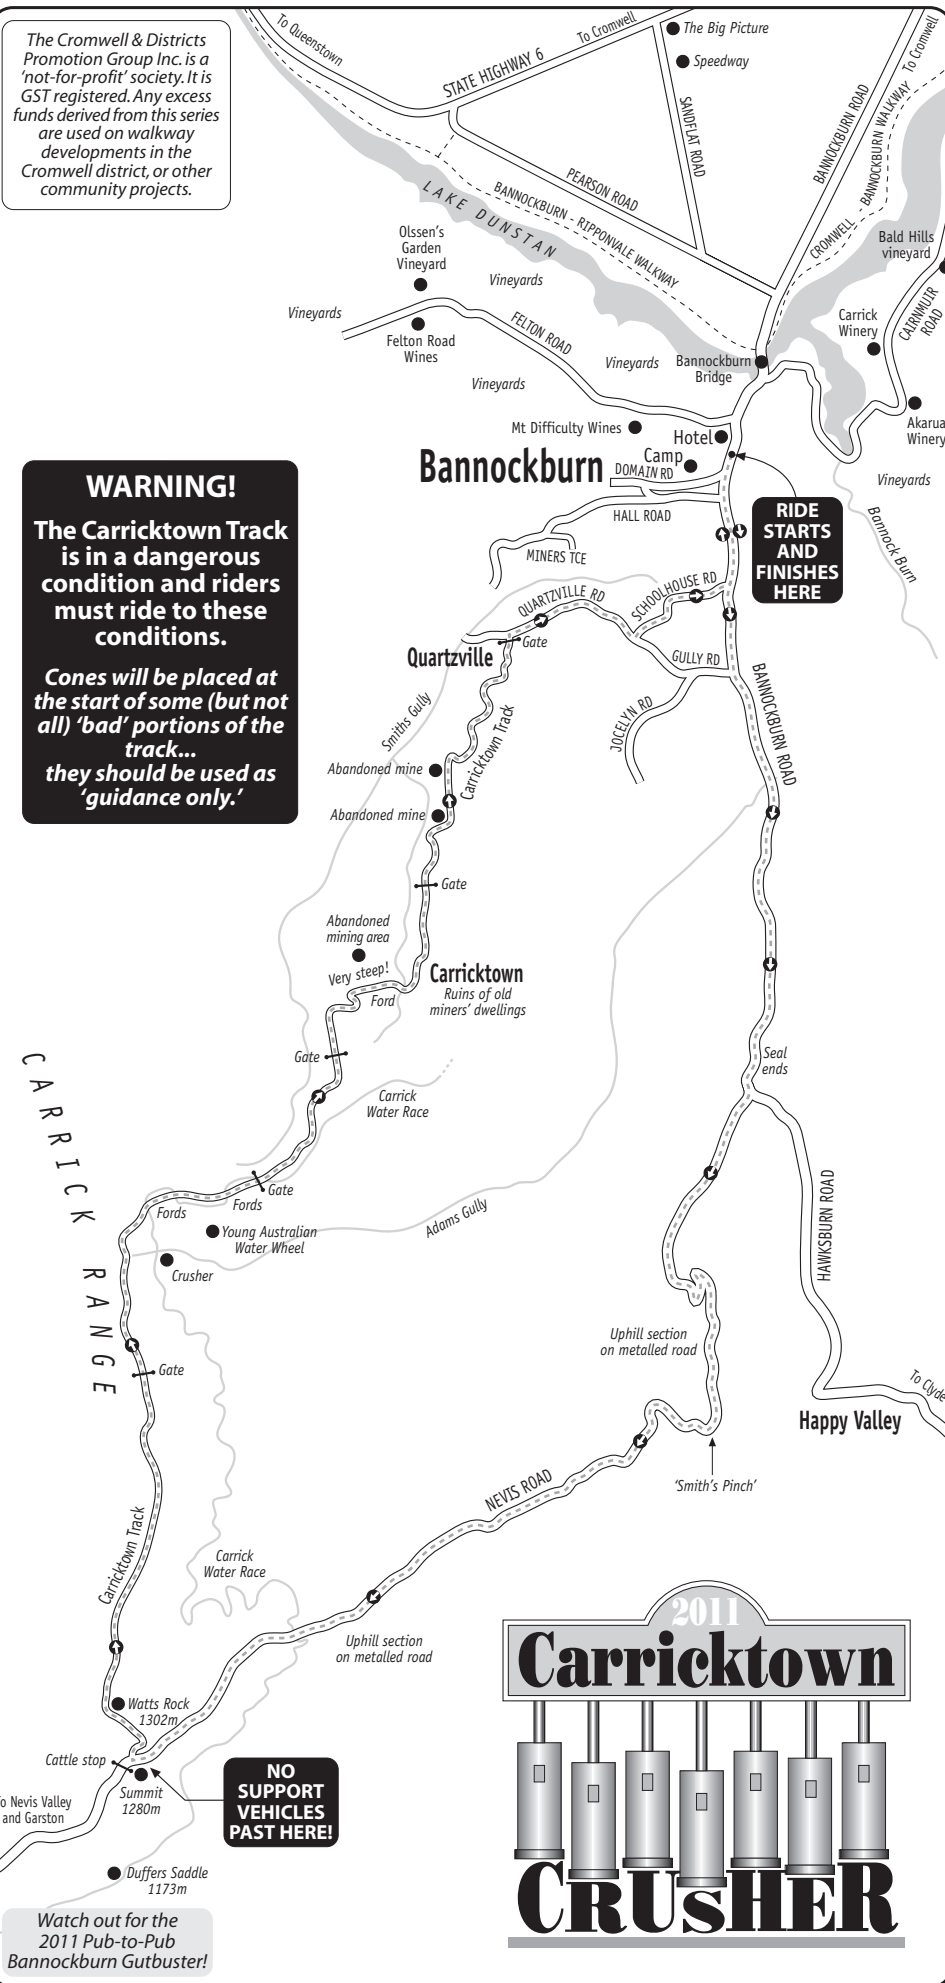 The Cromwell & Districts
Promotion Group Inc. is a
'not-for-profit' society. It is
GST registered. Any excess
funds derived from this series
are used on walkway
developments in the
Cromwell district, or other
community projects.
To Queenstown
STATE HIGHWAY 6
To Cromwell
The Big Picture
Speedway
SANDFLAT ROAD
PEARSON ROAD
BANNOCKBURN ROAD
To Cromwell
CROMWELL - BANNOCKBURN WALKWAY
BANNOCKBURN - RIPPONVALE WALKWAY
LAKE DUNSTAN
Olssen's
Garden
Vineyard
Vineyards
Vineyards
Felton Road
Wines
FELTON ROAD
Vineyards
Vineyards
Bannockburn
Bridge
Bald Hills
vineyard
Carrick
Winery
CAIRNMUIR
ROAD
Akarua
Winery
Vineyards
Bannock Burn
Mt Difficulty Wines
Hotel
Camp
Bannockburn
DOMAIN RD
HALL ROAD
MINERS TCE
RIDE
STARTS
AND
FINISHES
HERE
WARNING!
The Carricktown Track
is in a dangerous
condition and riders
must ride to these
conditions.
Cones will be placed at
the start of some (but not
all) 'bad' portions of the
track...
they should be used as
'guidance only.'
QUARTZVILLE RD
SCHOOLHOUSE RD
Gate
Quartzville
GULLY RD
JOCELYN RD
BANNOCKBURN ROAD
Smiths Gully
Carricktown Track
Abandoned mine
Abandoned mine
Gate
Abandoned
mining area
Very steep!
Ford
Carricktown
Ruins of old
miners' dwellings
Gate
Carrick
Water Race
Seal
ends
CARRICK RANGE
Gate
Fords
Fords
Young Australian
Water Wheel
Crusher
Adams Gully
HAWKSBURN ROAD
Uphill section
on metalled road
Gate
To Clyde
Happy Valley
'Smith's Pinch'
NEVIS ROAD
Carricktown Track
Carrick
Water Race
Uphill section
on metalled road
Watts Rock
1302m
Cattle stop
Summit
1280m
NO
SUPPORT
VEHICLES
PAST HERE!
o Nevis Valley
and Garston
Duffers Saddle
1173m
Watch out for the
2011 Pub-to-Pub
Bannockburn Gutbuster!
2011
Carricktown
CRUSHER